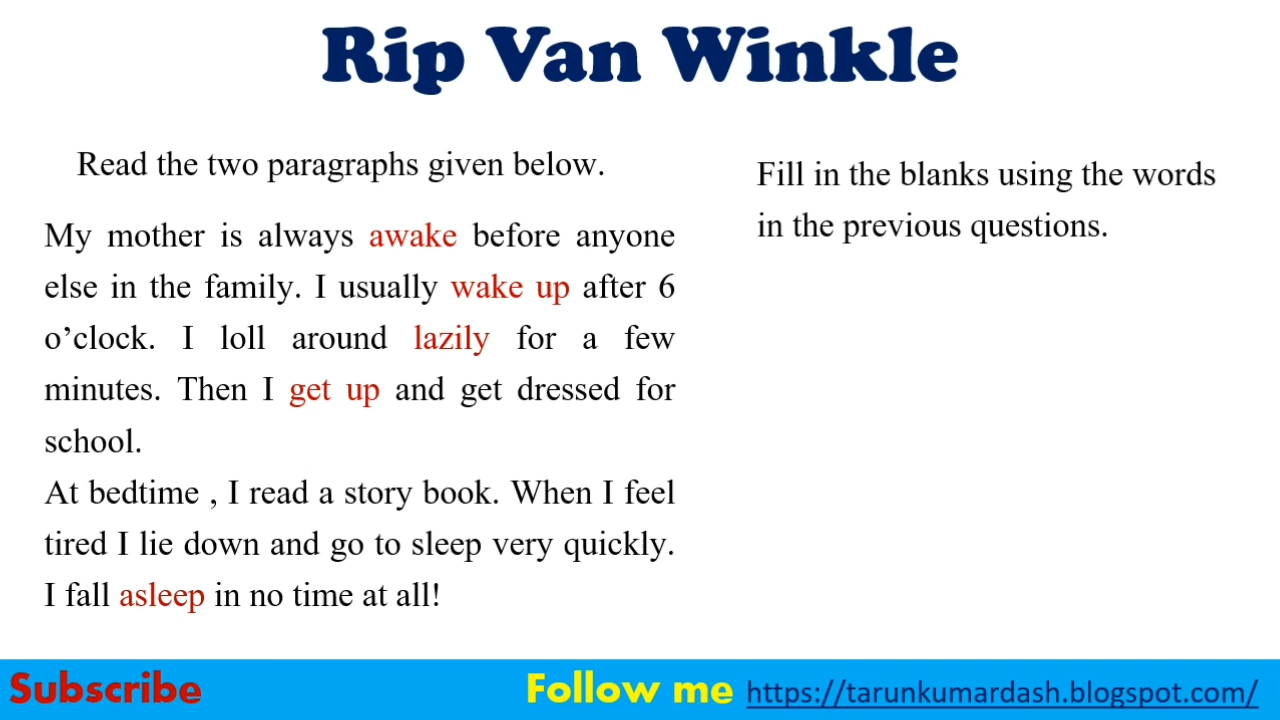 Rip Van Winkle
Read the two paragraphs given below.
My mother is always awake before anyone
else in the family. I usually wake up after 6
o’clock. I loll around lazily for a few
minutes. Then I get up and get dressed for
school.
At bedtime , I read a story book. When I feel
tired I lie down and go to sleep very quickly.
I fall asleep in no time at all!
Fill in the blanks using the words
in the previous questions.
Subscribe
Follow me https://tarunkumardash.blogspot.com/